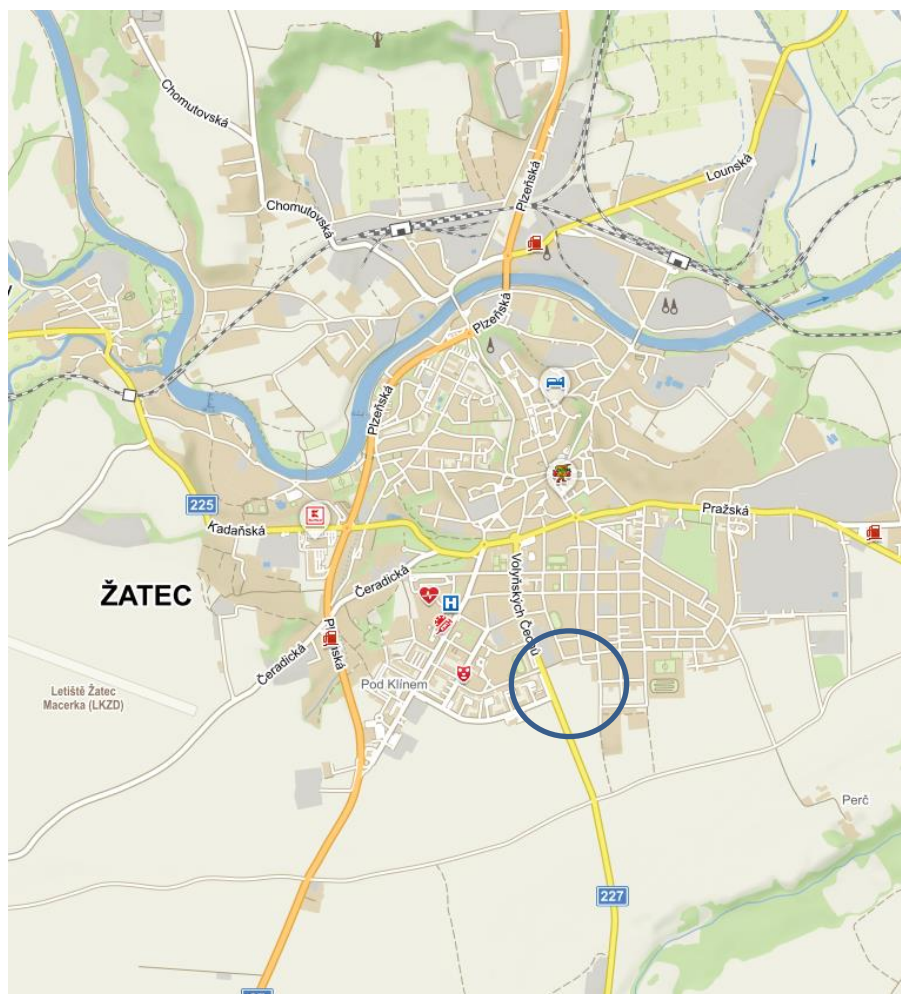 Chomutovská
Plzeňská
Lounská
Chomutovská
Plzeňská
Plzeňská
225
Kadaňská
Pražská
ŽATEC
Čeradická
Volyňských Čechů
H
Čeradická
Pod Klínem
Letiště Žatec
Macerka (LKZD)
Perč
227